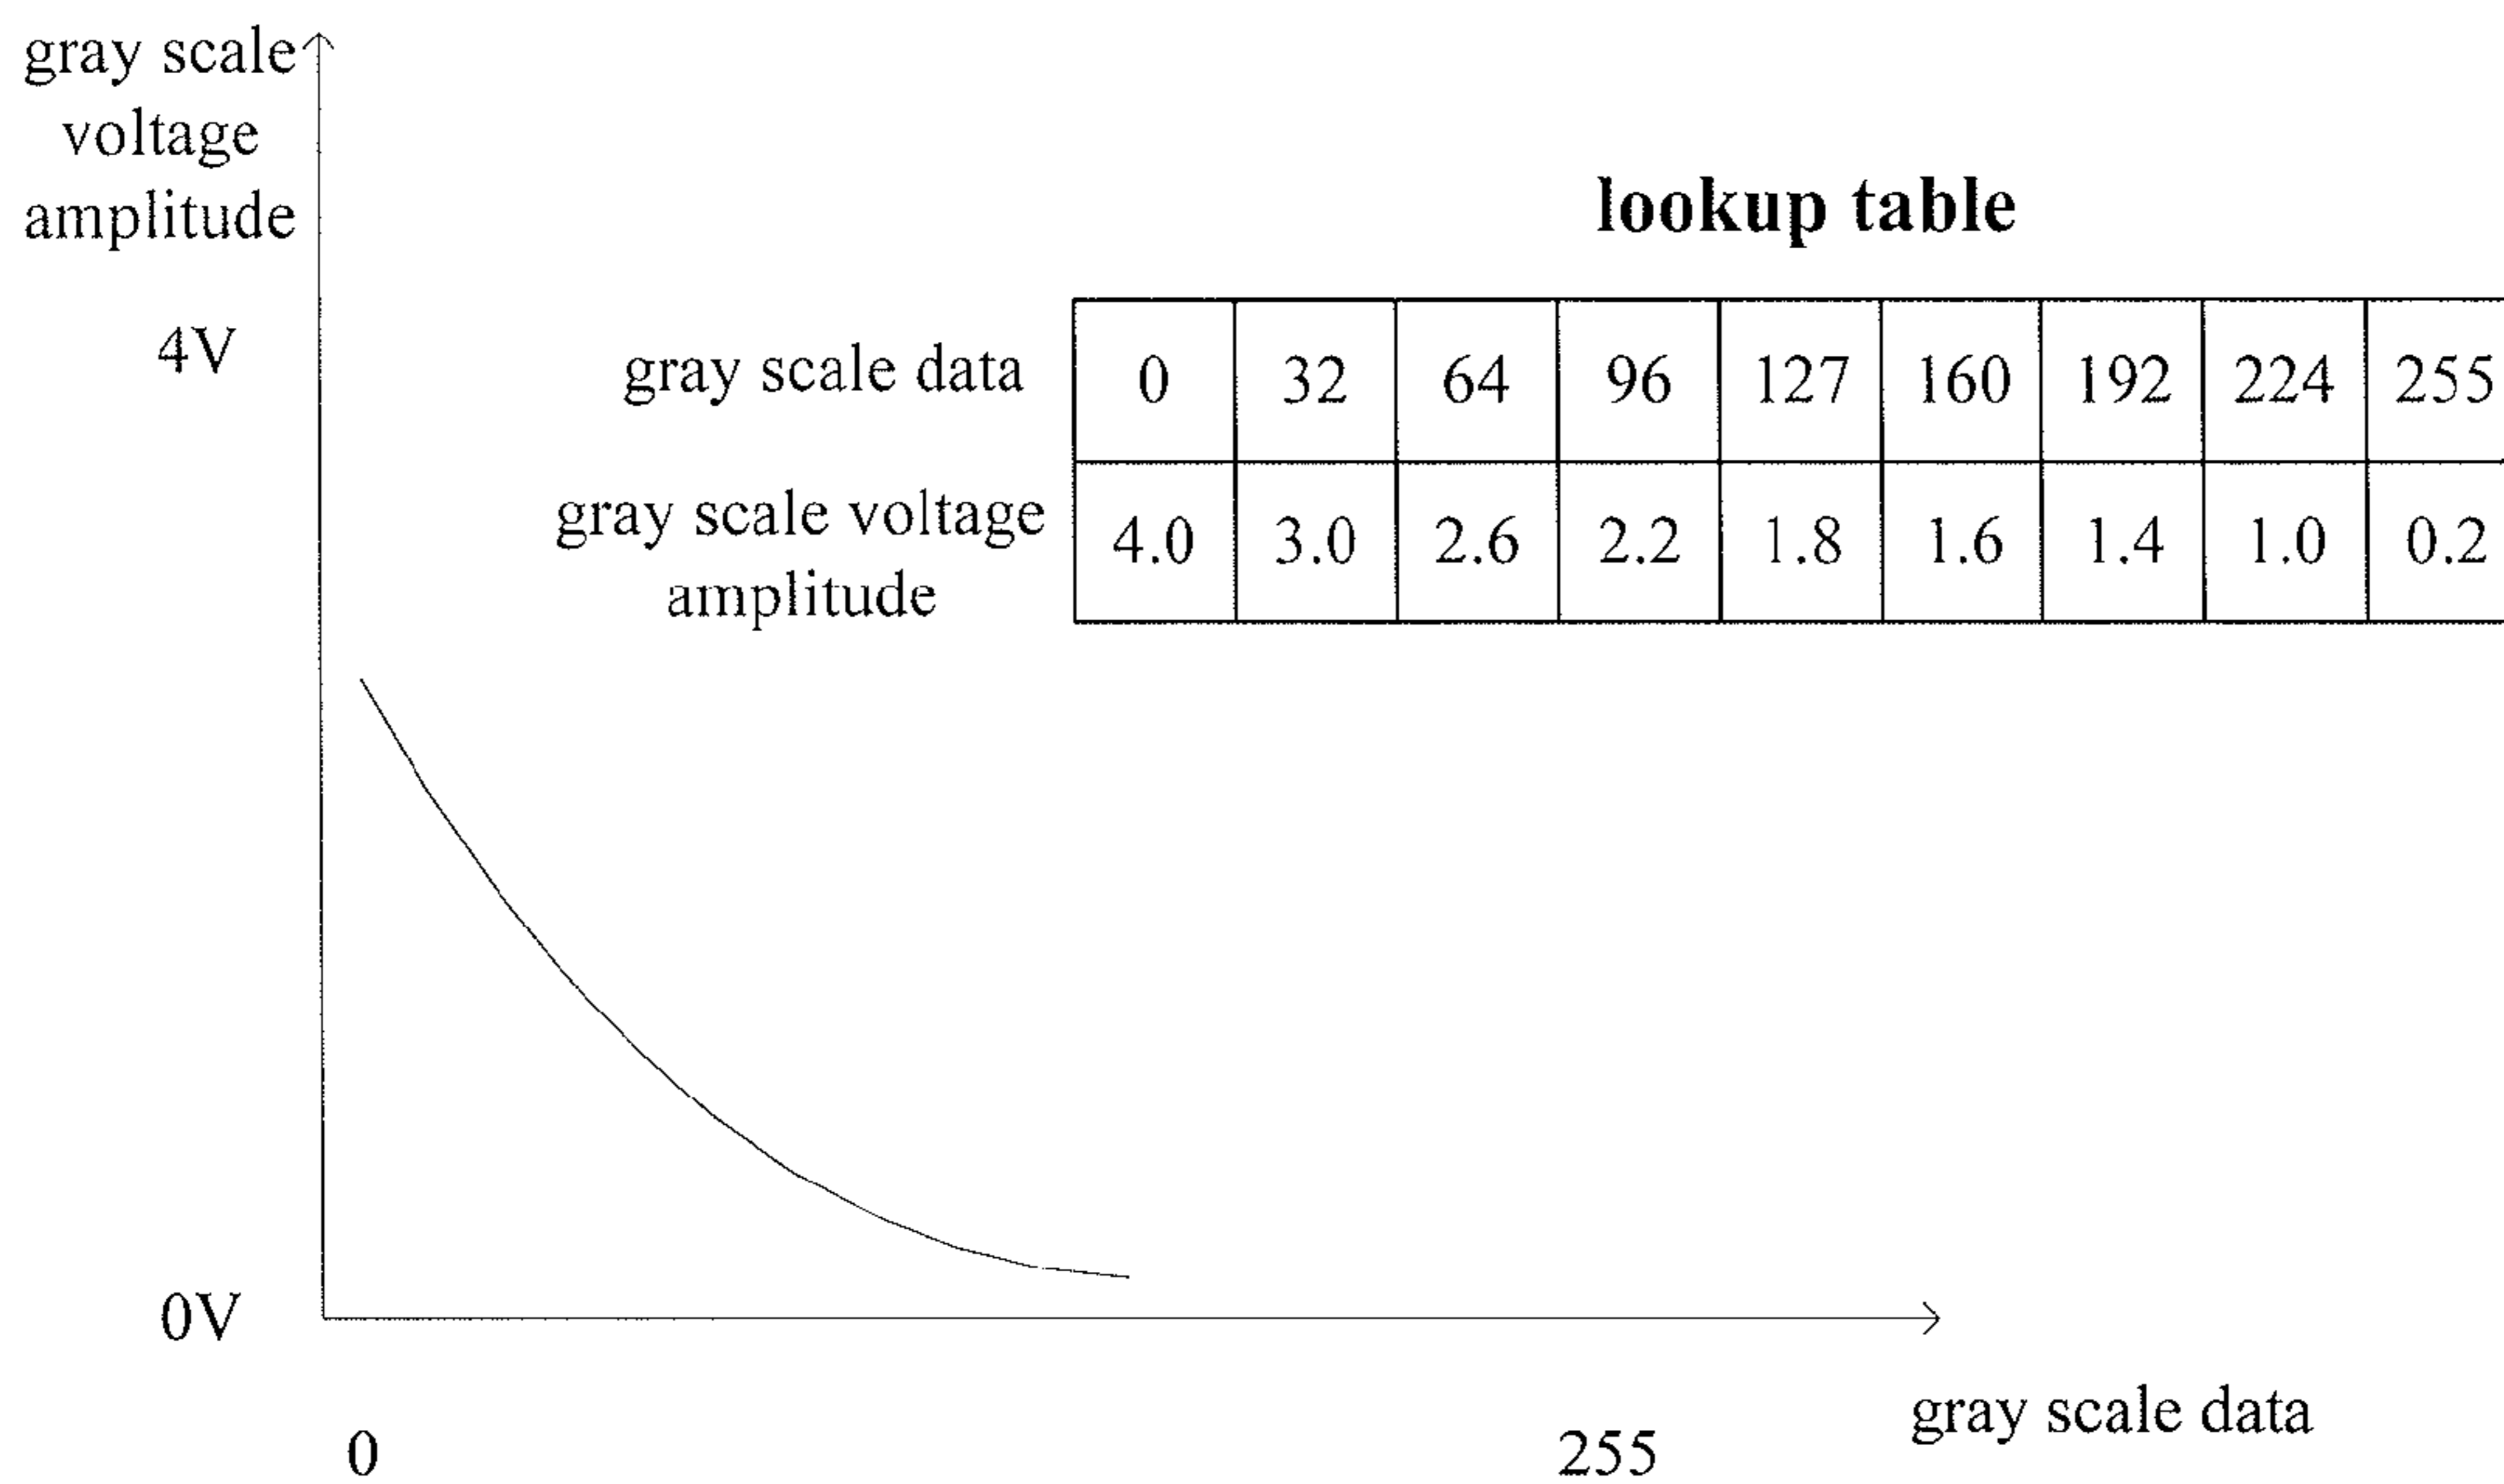 gray scale
voltage
amplitude
lookup table
4V
gray scale data 0 32 64 96 127 160 192 224 255
gray scale voltage
amplitude 4.0 3.0 2.6 2.2 1.8 1.6 1.4 1.0 0.2
0V
gray scale data
0 255